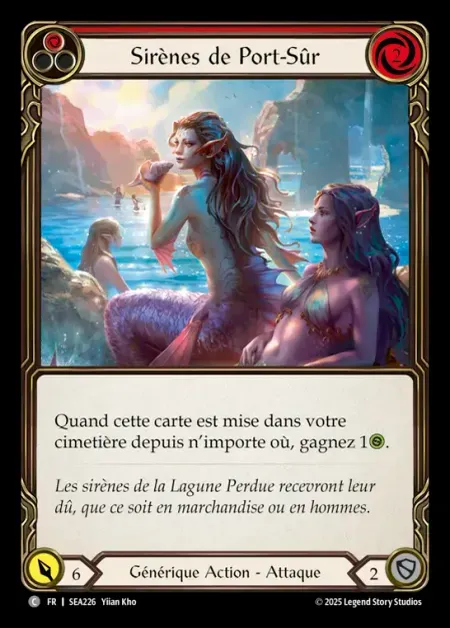 Sirènes de Port-Sûr
2
Quand cette carte est mise dans votre
cimetière depuis n'importe où, gagnez 1.
Les sirènes de la Lagune Perdue recevront leur
dû, que ce soit en marchandise ou en hommes.
6
Générique Action - Attaque
2
C FR | SEA226 Yiian Kho
© 2025 Legend Story Studios